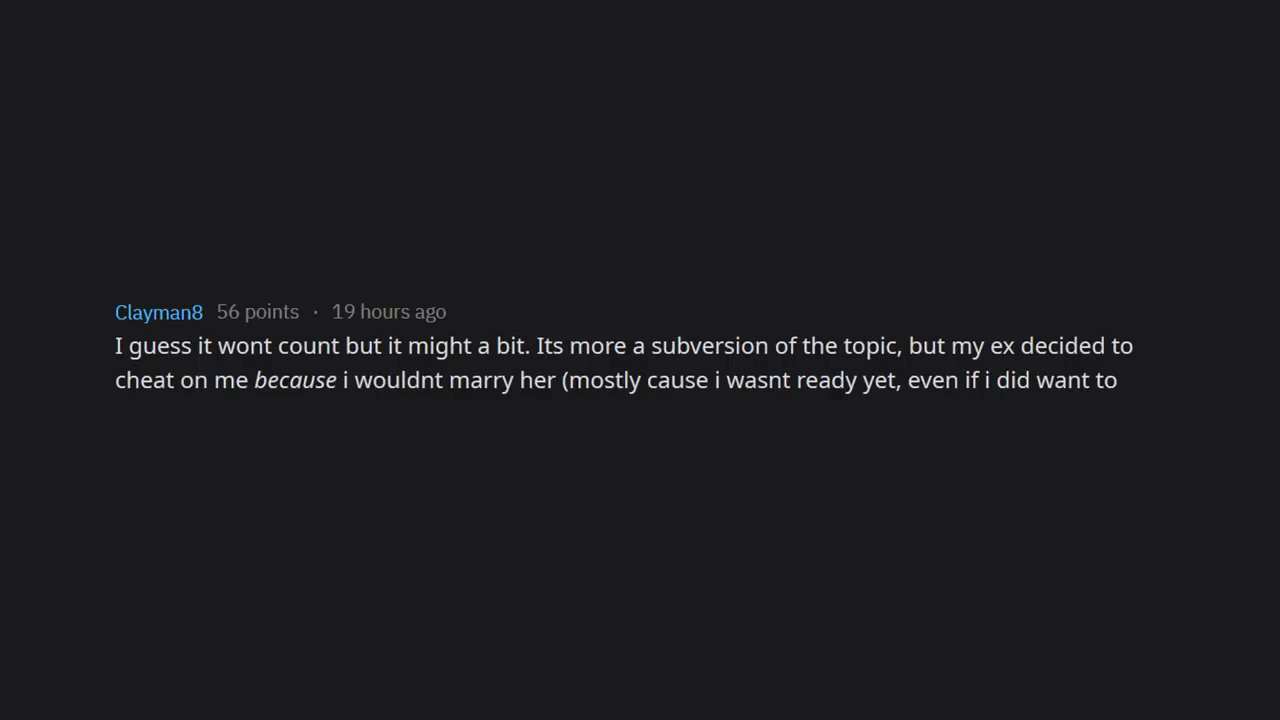 Clayman8 56 points · 19 hours ago
I guess it wont count but it might a bit. Its more a subversion of the topic, but my ex decided to
cheat on me because i wouldnt marry her (mostly cause i wasnt ready yet, even if i did want to